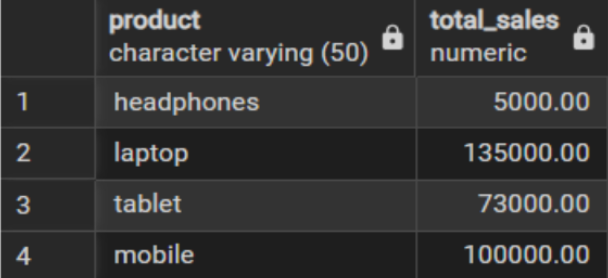 product total_sales
character varying (50) numeric
1 headphones 5000.00
2 laptop 135000.00
3 tablet 73000.00
4 mobile 100000.00